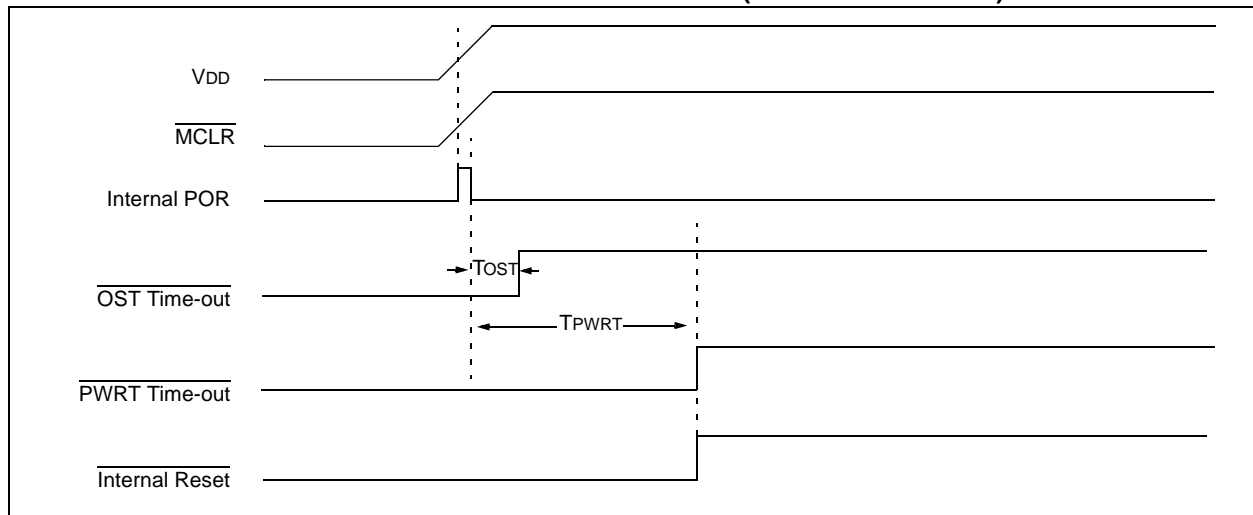 VDD
MCLR
Internal POR
TOST
OST Time-out
TPWRT
PWRT Time-out
Internal Reset